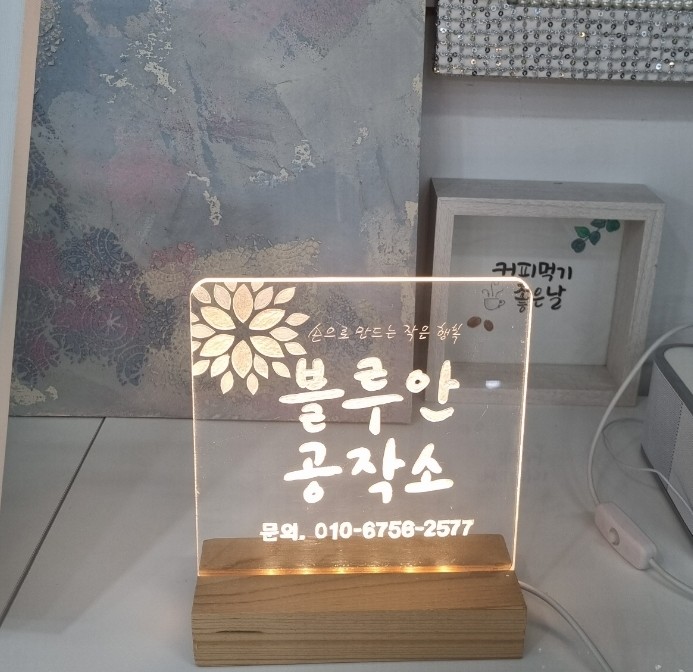 손으로 만드는 작은 행복
블루안
공작소
문의. 010-6756-2577
커피먹기
좋은날